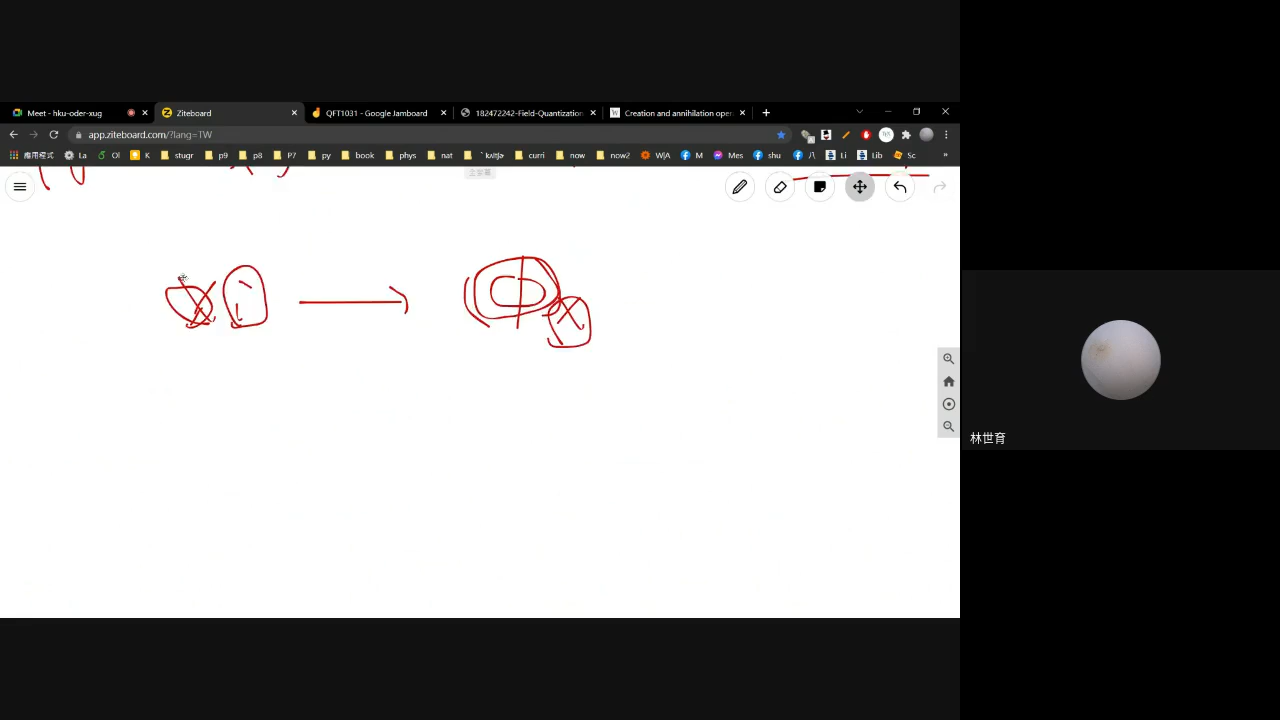 Meet - hku-oder-xug
Ziteboard
QFT1031 - Google Jamboard
182472242-Field-Quantization
Creation and annihilation oper
app.ziteboard.com/?lang=TW
應用程式 La Ol K stugr p9 p8 P7 py book phys nat curri now now2 W|A M Mes shu 八 Li Lib Sc »
林世育